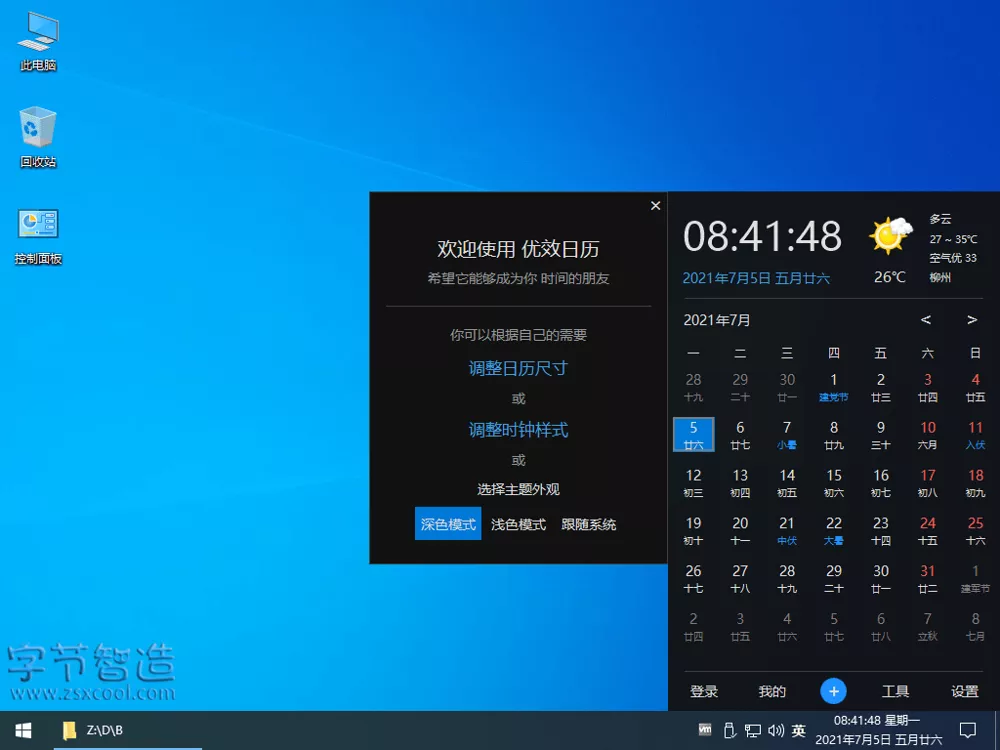 此电脑
回收站
控制面板
×
欢迎使用 优效日历
希望它能够成为你 时间的朋友
你可以根据自己的需要
调整日历尺寸
或
调整时钟样式
或
选择主题外观
深色模式 浅色模式 跟随系统
08:41:48
2021年7月5日 五月廿六
26℃
多云
27 ~ 35℃
空气优 33
柳州
2021年7月 < >
一 二 三 四 五 六 日
28 29 30 1 2 3 4
十九 二十 廿一 建党节 廿三 廿四 廿五
5 6 7 8 9 10 11
廿六 廿七 小暑 廿九 三十 六月 入伏
12 13 14 15 16 17 18
初三 初四 初五 初六 初七 初八 初九
19 20 21 22 23 24 25
初十 十一 中伏 大暑 十四 十五 十六
26 27 28 29 30 31 1
十七 十八 十九 二十 廿一 廿二 建军节
2 3 4 5 6 7 8
廿四 廿五 廿六 廿七 廿八 立秋 七月
登录 我的 + 工具 设置
字节智造
www.zsxcool.com
Z:\D\B
vm
英
08:41:48 星期一
2021年7月5日 五月廿六